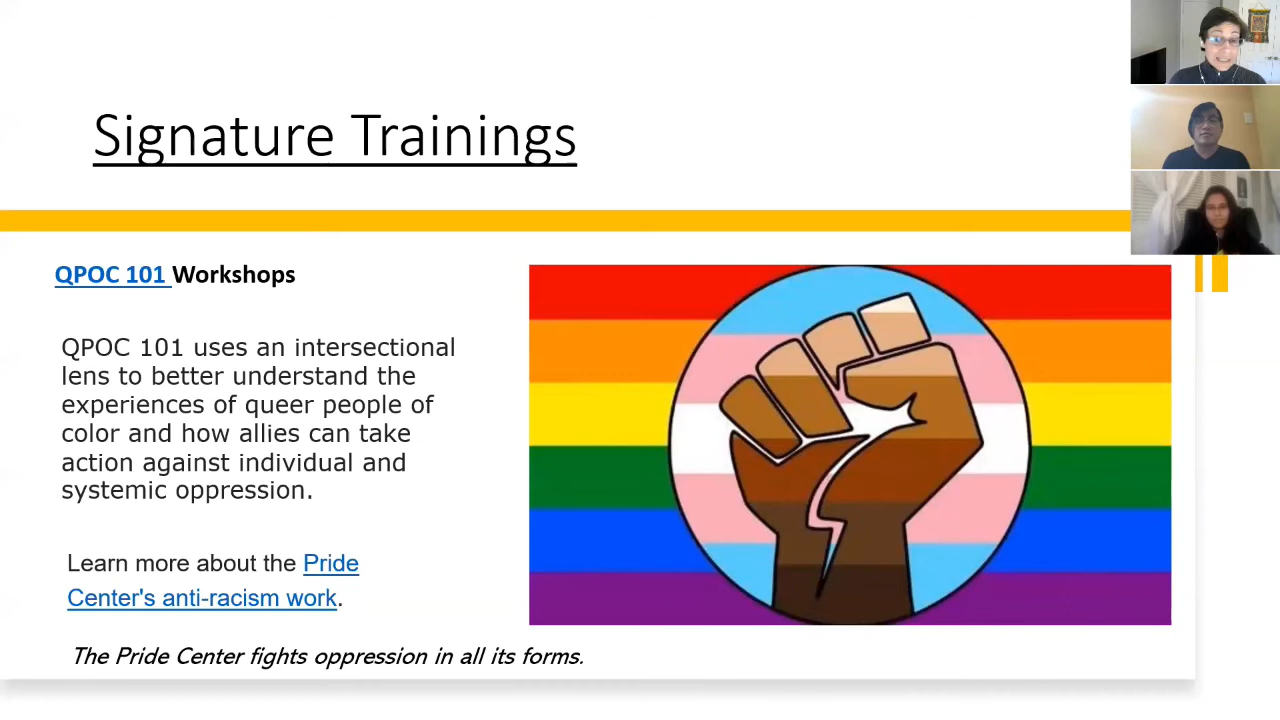 Signature Trainings
QPOC 101 Workshops
QPOC 101 uses an intersectional
lens to better understand the
experiences of queer people of
color and how allies can take
action against individual and
systemic oppression.
Learn more about the Pride
Center's anti-racism work.
The Pride Center fights oppression in all its forms.